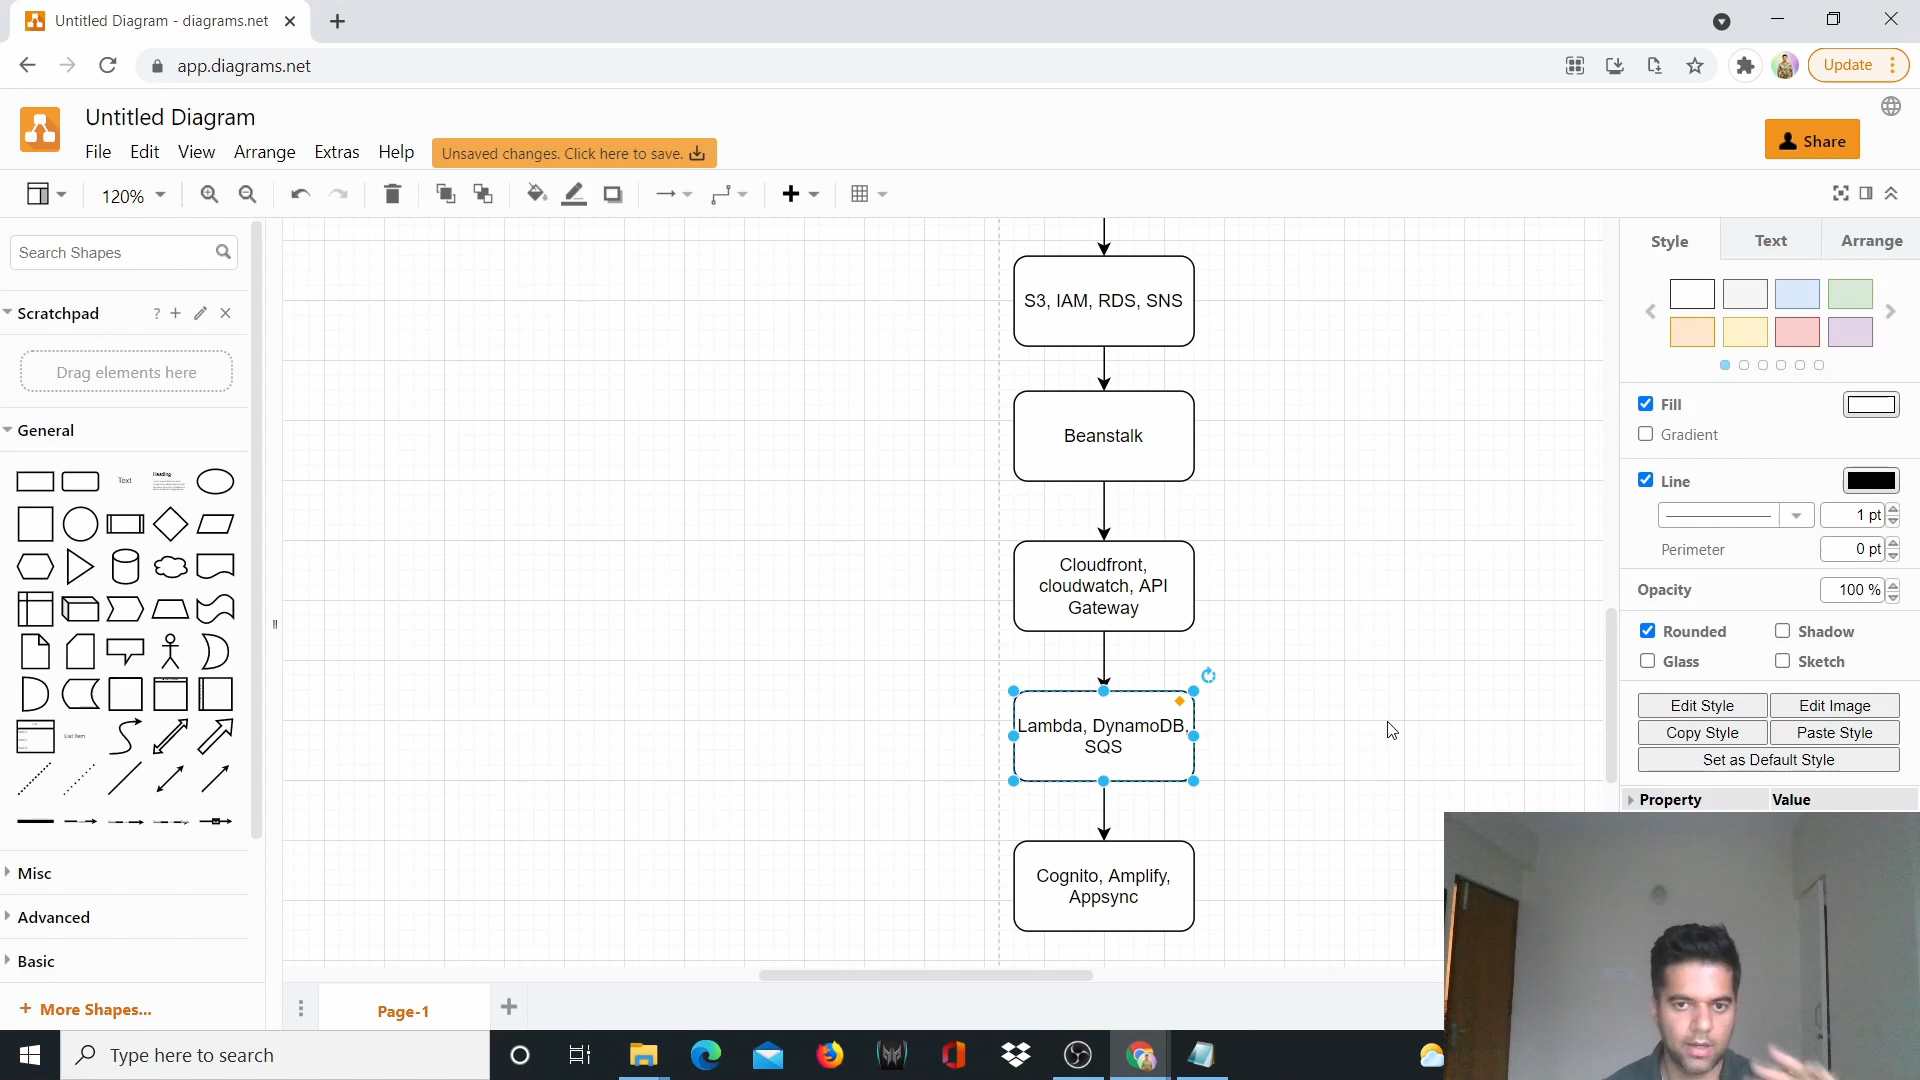 Untitled Diagram - diagrams.net
app.diagrams.net
Update
Untitled Diagram
File Edit View Arrange Extras Help
Unsaved changes. Click here to save.
Share
120%
Search Shapes
Scratchpad
?
Drag elements here
General
Text
Heading
List Item
Misc
Advanced
Basic
+ More Shapes...
S3, IAM, RDS, SNS
Beanstalk
Cloudfront,
cloudwatch, API
Gateway
Lambda, DynamoDB,
SQS
Cognito, Amplify,
Appsync
Page-1
Style Text Arrange
Fill
Gradient
Line
1 pt
Perimeter 0 pt
Opacity 100 %
Rounded Shadow
Glass Sketch
Edit Style Edit Image
Copy Style Paste Style
Set as Default Style
Property Value
Type here to search